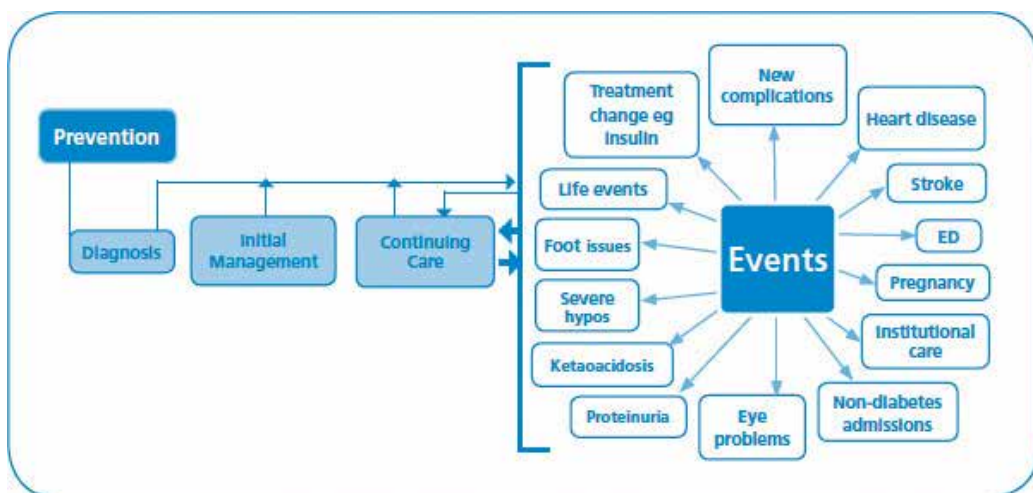 Prevention
Diagnosis
Initial
Management
Continuing
Care
Treatment
change eg
insulin
New
complications
Heart disease
Life events
Stroke
Foot issues
ED
Events
Severe
hypos
Pregnancy
Ketaoacidosis
Institutional
care
Proteinuria
Eye
problems
Non-diabetes
admissions